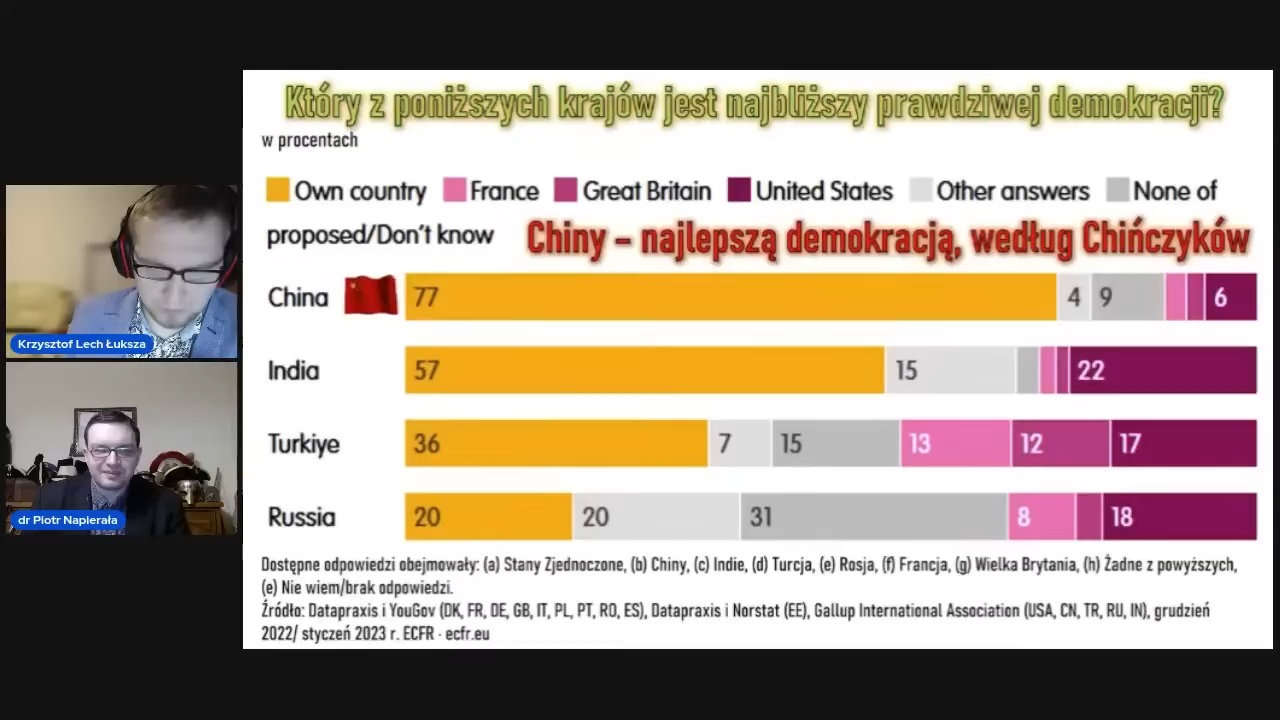 Który z poniższych krajów jest najbliższy prawdziwej demokracji?
w procentach
Own country France Great Britain United States Other answers None of
proposed/Don't know
Chiny – najlepszą demokracją, według Chińczyków
China 77 4 9 6
India 57 15 22
Turkiye 36 7 15 13 12 17
Russia 20 20 31 8 18
Dostępne odpowiedzi obejmowały: (a) Stany Zjednoczone, (b) Chiny, (c) Indie, (d) Turcja, (e) Rosja, (f) Francja, (g) Wielka Brytania, (h) Żadne z powyższych,
(e) Nie wiem/brak odpowiedzi.
Źródło: Datapraxis i YouGov (DK, FR, DE, GB, IT, PL, PT, RO, ES), Datapraxis i Norstat (EE), Gallup International Association (USA, CN, TR, RU, IN), grudzień
2022/ styczeń 2023 r. ECFR · ecfr.eu
Krzysztof Lech Łuksza
dr Piotr Napierała